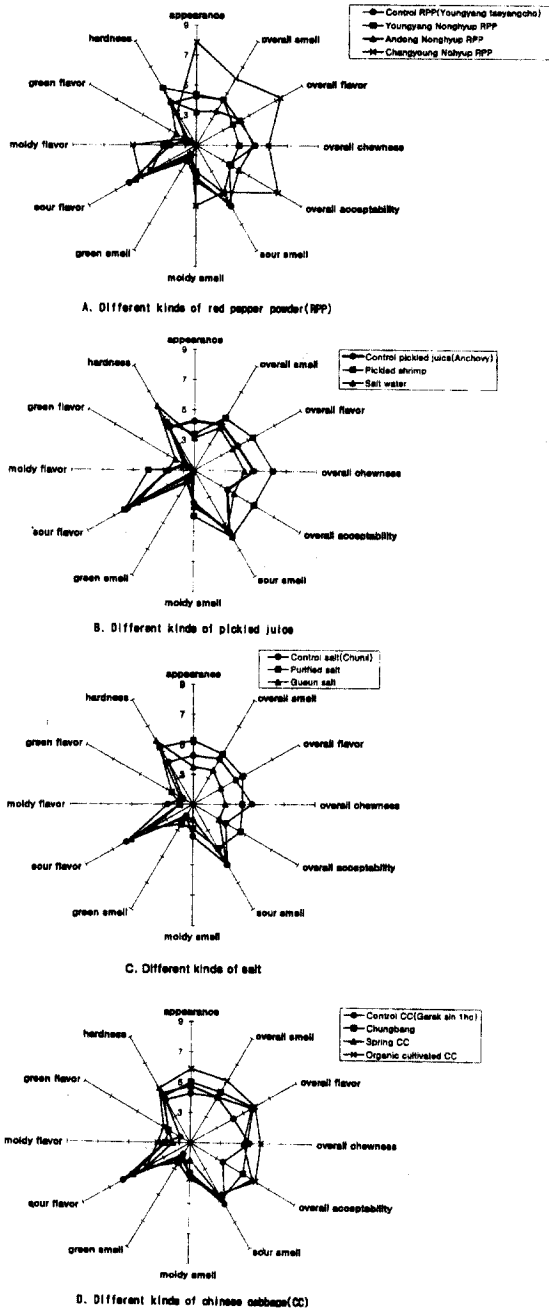 appearance
9
7
5
3
Control RPP(Youngyang taeyangcho)
Youngyang Nonghyup RPP
Andong Nonghyup RPP
Changyoung Nohyup RPP
hardness
overall smell
green flavor
overall flavor
moldy flavor
overall chewness
sour flavor
overall acceptability
green smell
sour smell
moldy smell
A. Different kinds of red pepper powder(RPP)
appearance
9
7
5
3
Control pickled juice(Anchovy)
Pickled shrimp
Salt water
hardness
overall smell
green flavor
overall flavor
moldy flavor
overall chewness
sour flavor
overall acceptability
green smell
sour smell
moldy smell
B. Different kinds of pickled juice
Control salt(Chunil)
Purified salt
Gueun salt
appearance
9
7
5
3
hardness
overall smell
green flavor
overall flavor
moldy flavor
overall chewness
sour flavor
overall acceptability
green smell
sour smell
moldy smell
C. Different kinds of salt
appearance
9
7
5
3
Control CC(Garak sin 1ho)
Chungbang
Spring CC
Organic cultivated CC
hardness
overall smell
green flavor
overall flavor
moldy flavor
overall chewness
sour flavor
overall acceptability
green smell
sour smell
moldy smell
D. Different kinds of chinese cabbage(CC)